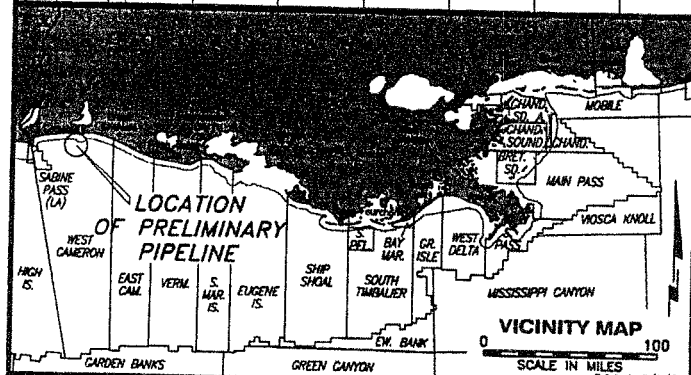 CHAND.
SD. A
MOBILE
CHAND.
SOUND
CHAND.
BRET.
SD.
SABINE
PASS
(LA)
MAIN PASS
LOCATION
OF PRELIMINARY
PIPELINE
VIOSCA KNOLL
WEST
CAMERON
S.
PEL.
BAY
MAR.
GR.
ISLE
WEST
DELTA
PASS
HIGH
IS.
EAST
CAM.
VERM.
S.
MAR.
IS.
EUGENE
IS.
SHIP
SHOAL
SOUTH
TIMBALIER
MISSISSIPPI CANYON
VICINITY MAP
EW. BANK
0 100
SCALE IN MILES
GARDEN BANKS
GREEN CANYON